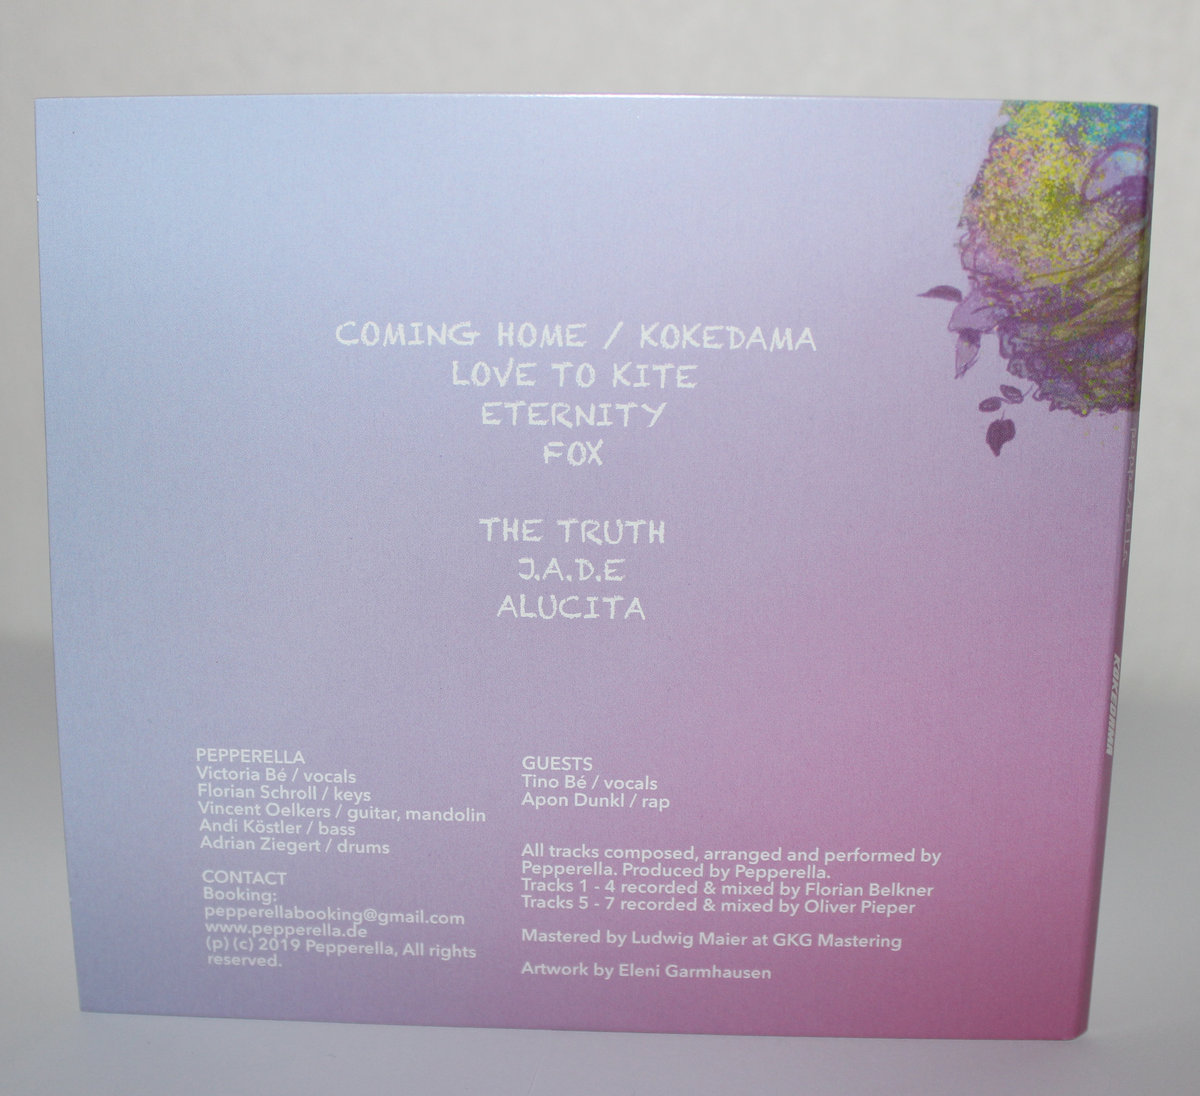 COMING HOME / KOKEDAMA
LOVE TO KITE
ETERNITY
FOX
THE TRUTH
J.A.D.E
ALUCITA
PEPPERELLA
Victoria Bé / vocals
Florian Schroll / keys
Vincent Oelkers / guitar, mandolin
Andi Köstler / bass
Adrian Ziegert / drums
CONTACT
Booking:
pepperellabooking@gmail.com
www.pepperella.de
(p) (c) 2019 Pepperella, All rights
reserved.
GUESTS
Tino Bé / vocals
Apon Dunkl / rap
All tracks composed, arranged and performed by
Pepperella. Produced by Pepperella.
Tracks 1 - 4 recorded & mixed by Florian Belkner
Tracks 5 - 7 recorded & mixed by Oliver Pieper
Mastered by Ludwig Maier at GKG Mastering
Artwork by Eleni Garmhausen
PEPPERELLA
KOKEDAMA